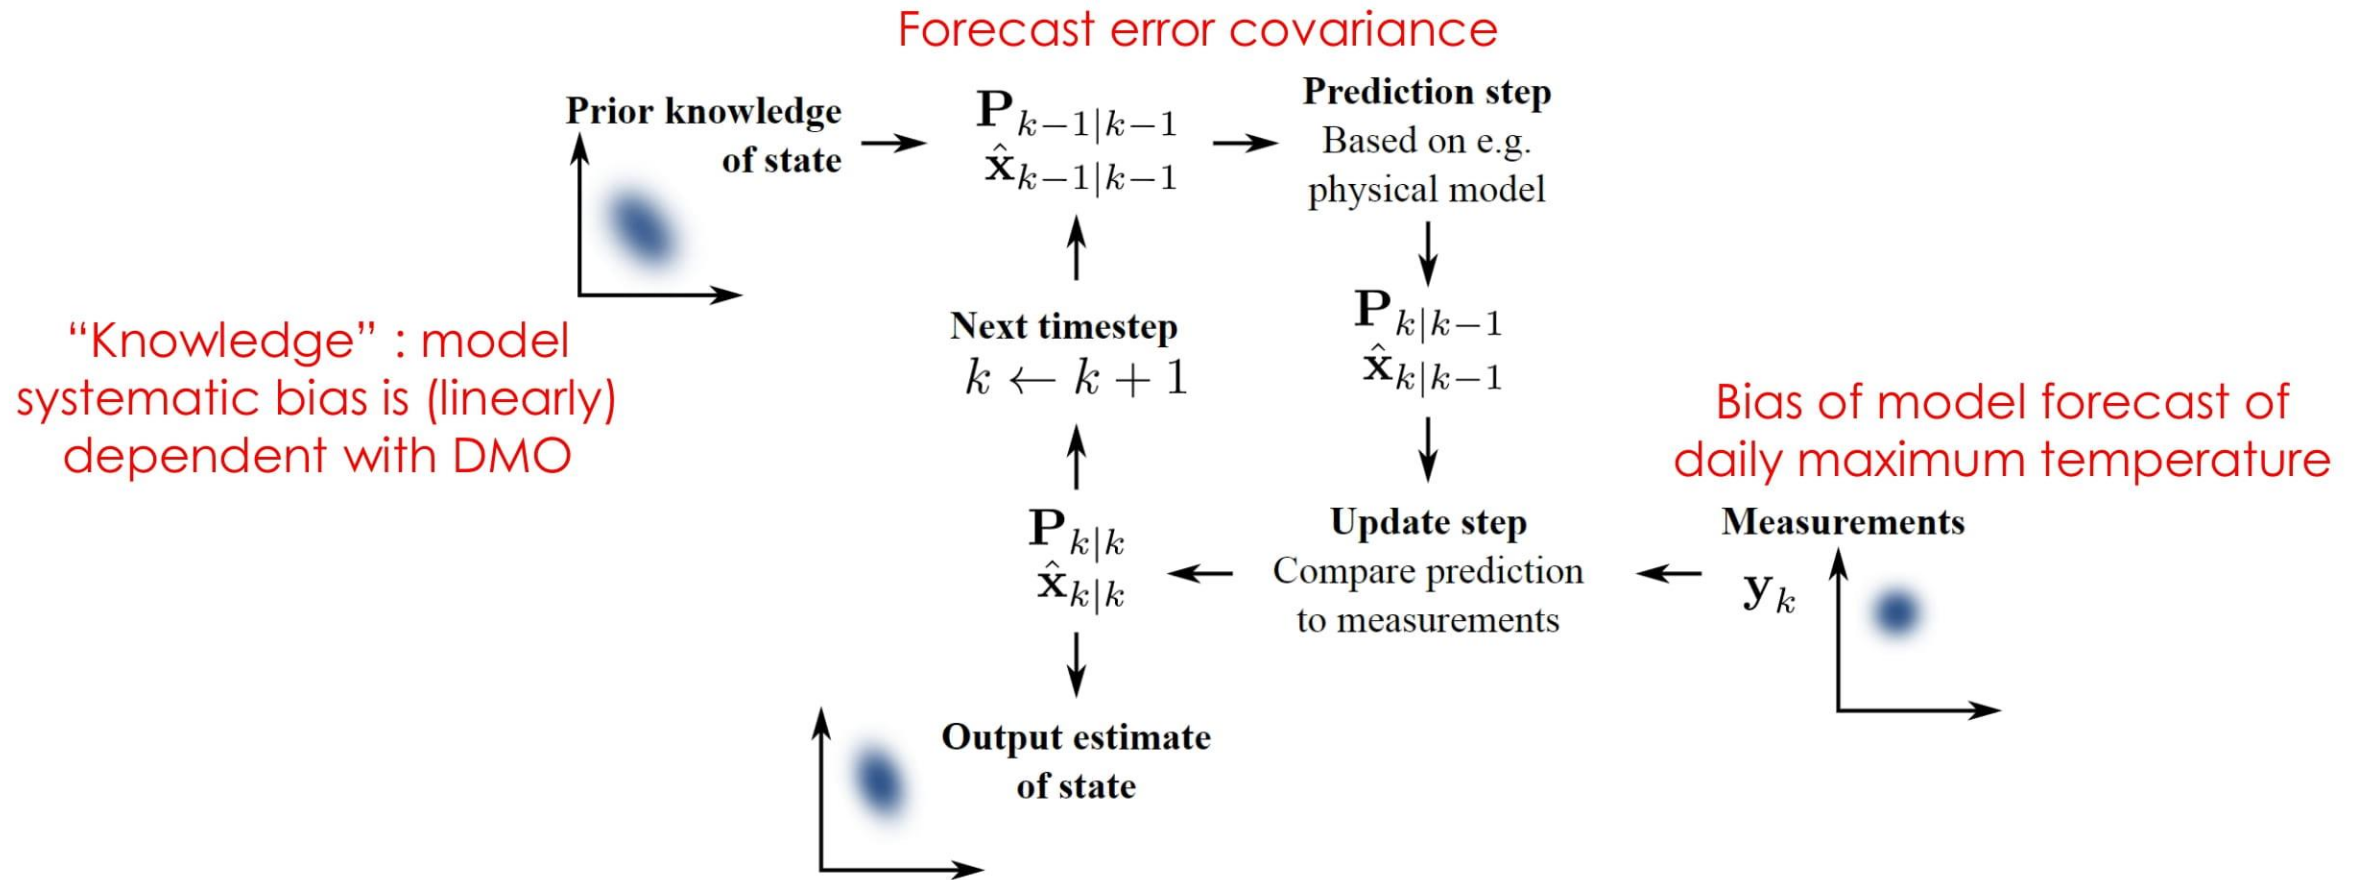 Forecast error covariance
Prior knowledge
of state
P_{k−1|k−1}
x̂_{k−1|k−1}
Prediction step
Based on e.g.
physical model
“Knowledge” : model
systematic bias is (linearly)
dependent with DMO
Next timestep
k ← k + 1
P_{k|k−1}
x̂_{k|k−1}
Bias of model forecast of
daily maximum temperature
P_{k|k}
x̂_{k|k}
Update step
Compare prediction
to measurements
Measurements
y_k
Output estimate
of state